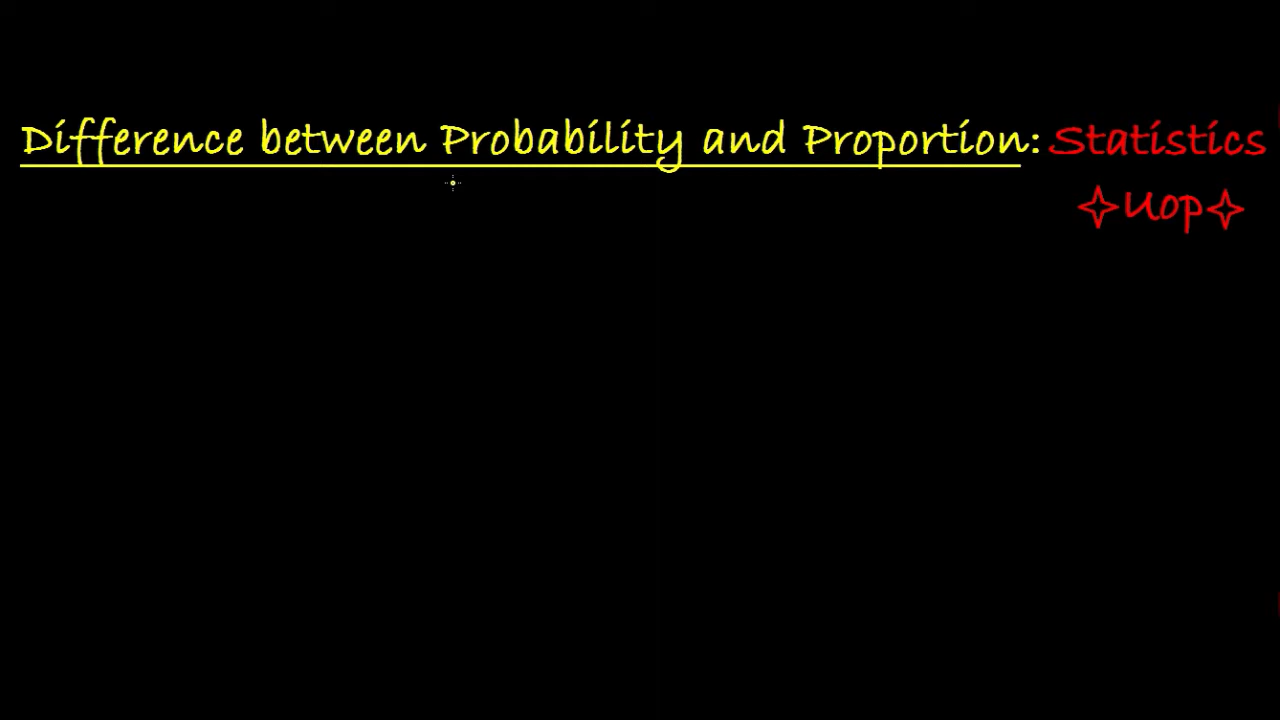 Difference between Probability and Proportion: Statistics
✧Uop✧